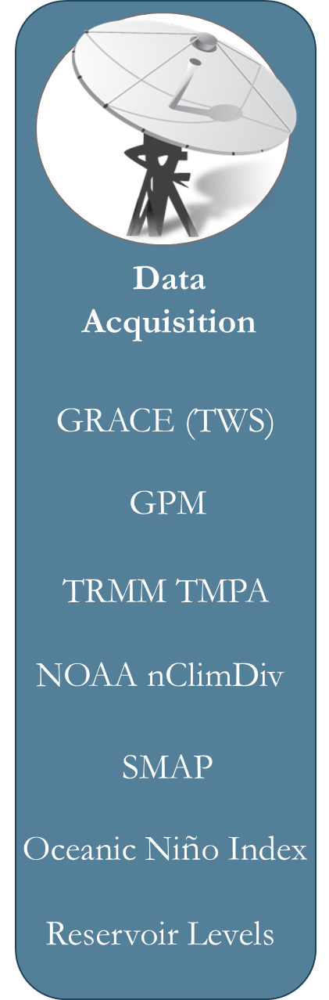 Data
Acquisition
GRACE (TWS)
GPM
TRMM TMPA
NOAA nClimDiv
SMAP
Oceanic Niño Index
Reservoir Levels